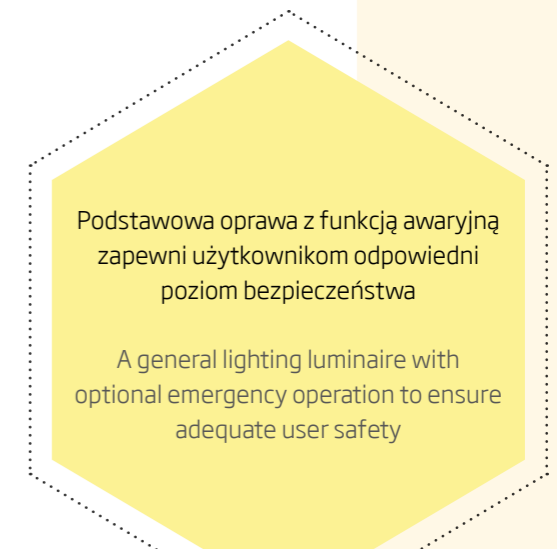 Podstawowa oprawa z funkcją awaryjną
zapewni użytkownikom odpowiedni
poziom bezpieczeństwa
A general lighting luminaire with
optional emergency operation to ensure
adequate user safety